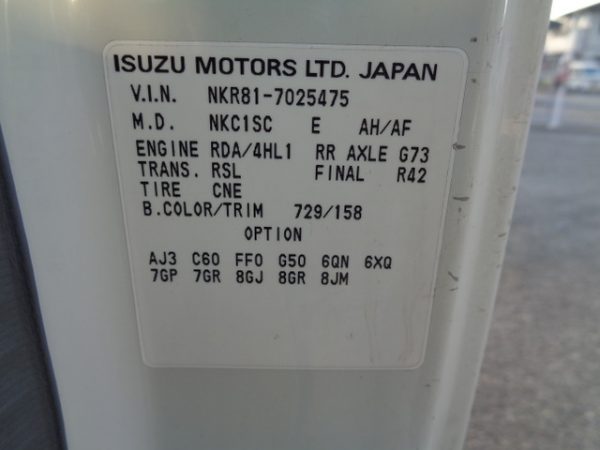 ISUZU MOTORS LTD. JAPAN
V.I.N. NKR81-7025475
M.D. NKC1SC E AH/AF
ENGINE RDA/4HL1 RR AXLE G73
TRANS. RSL FINAL R42
TIRE CNE
B.COLOR/TRIM 729/158
OPTION
AJ3 C60 FF0 G50 6QN 6XQ
7GP 7GR 8GJ 8GR 8JM